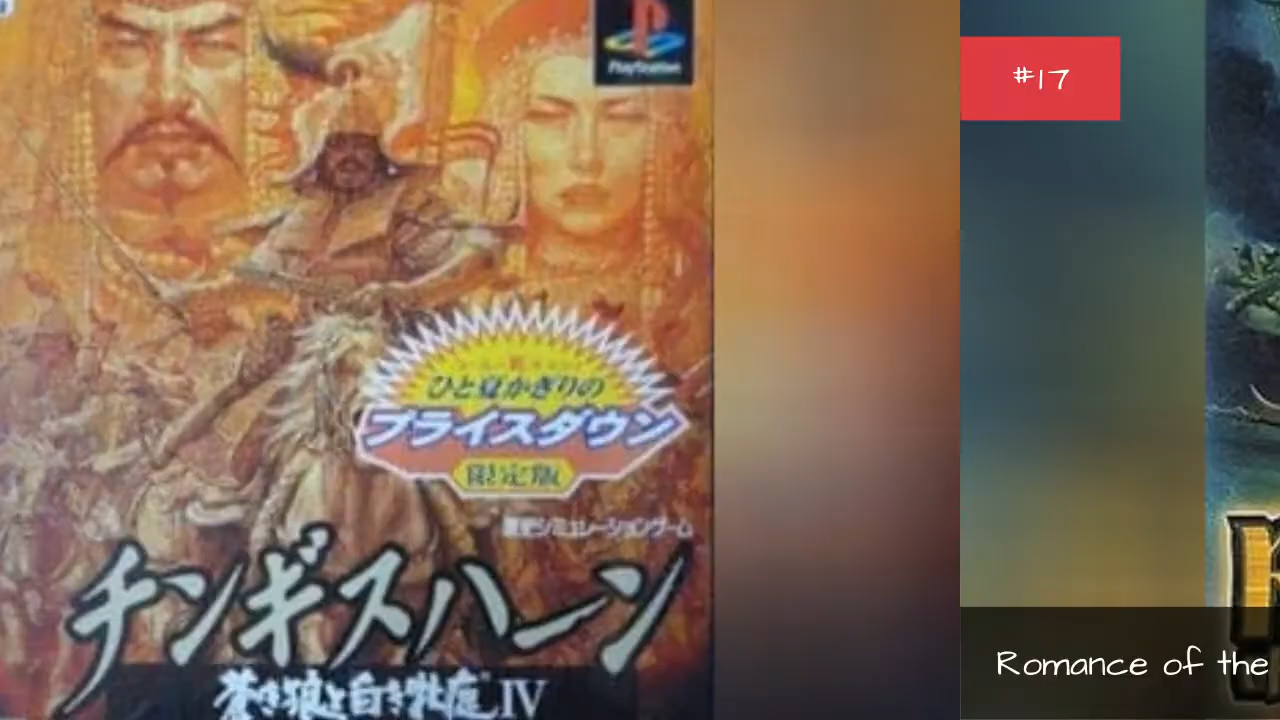 PlayStation
ひと夏かぎりの
プライスダウン
限定版
歴史シミュレーションゲーム
チンギスハーン
蒼き狼と白き牝鹿 IV
#17
Romance of the